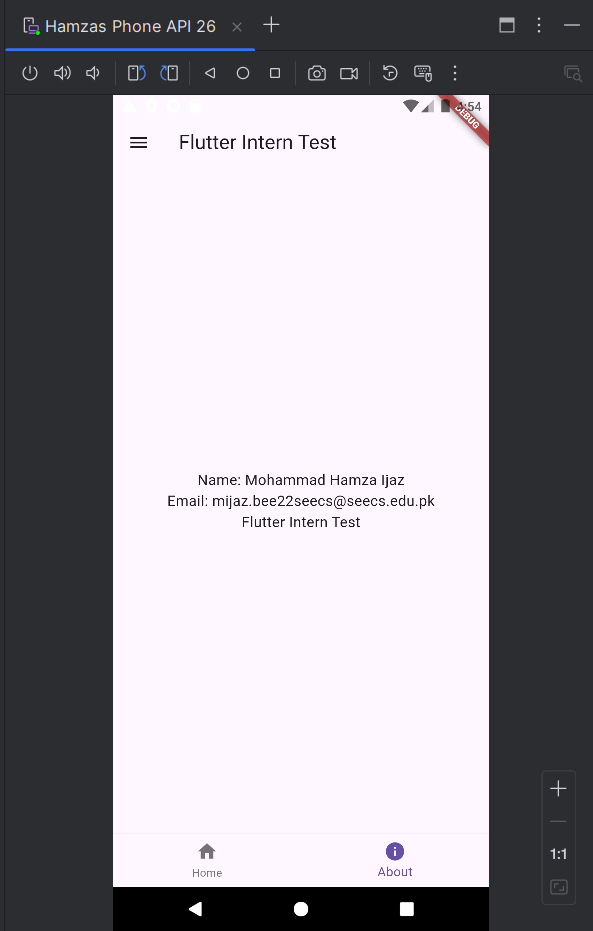 Hamzas Phone API 26
4:54
DEBUG
Flutter Intern Test
Name: Mohammad Hamza Ijaz
Email: mijaz.bee22seecs@seecs.edu.pk
Flutter Intern Test
Home
About
1:1